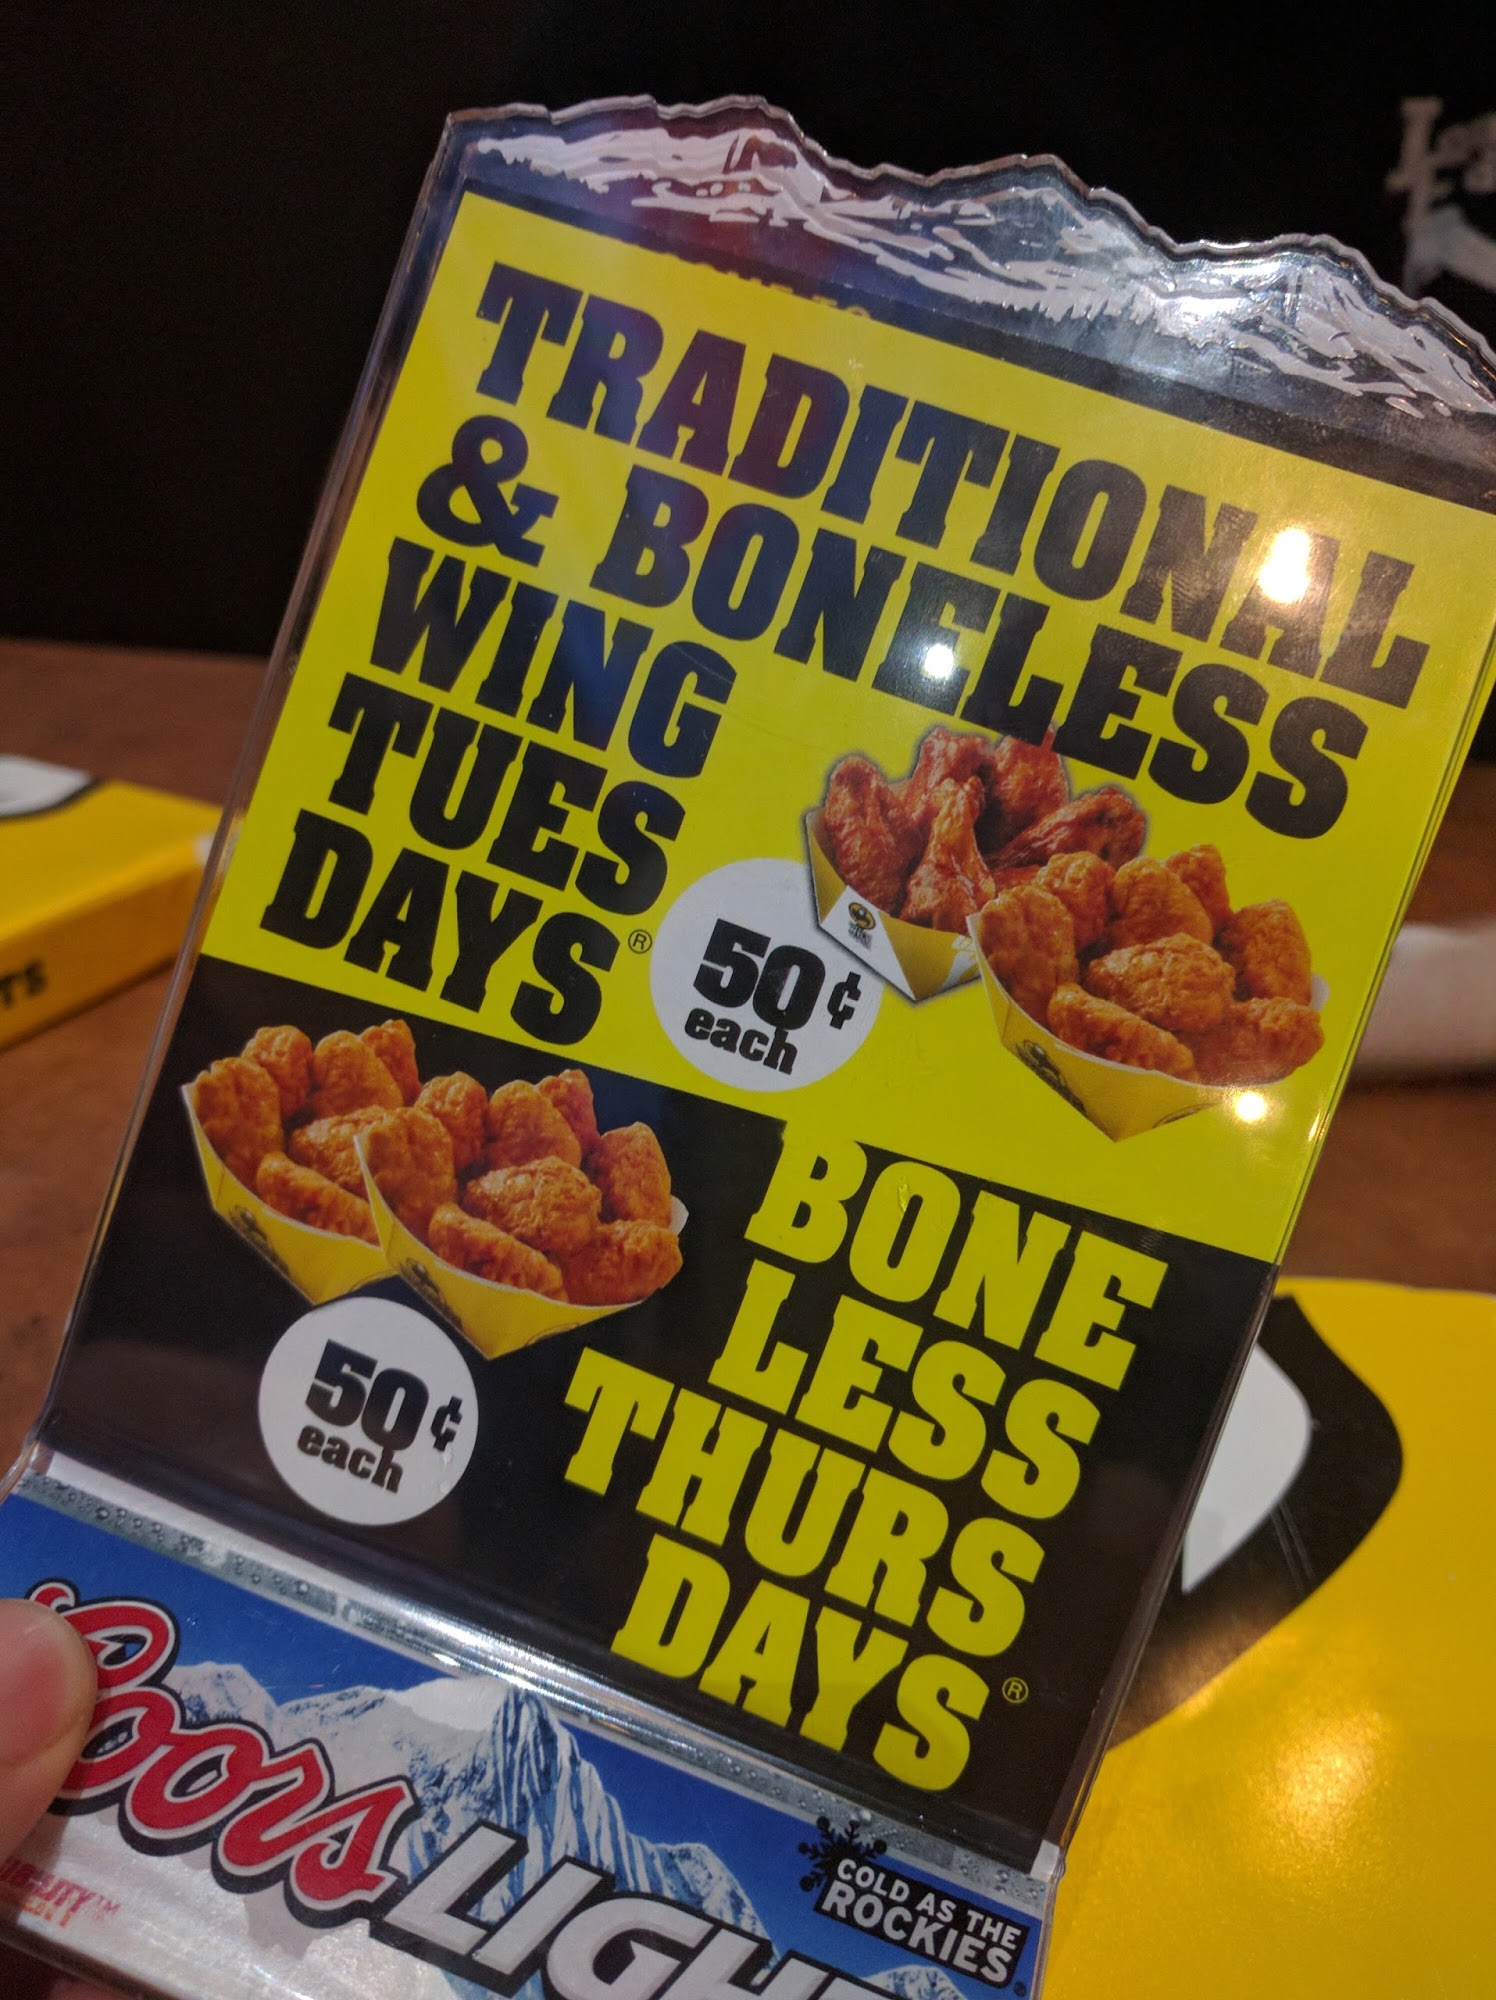 TRADITIONAL
& BONELESS
WING
TUES
DAYS®
50¢
each
BONE
LESS
THURS
DAYS®
50¢
each
Coors LIGHT
COLD AS THE
ROCKIES
TS